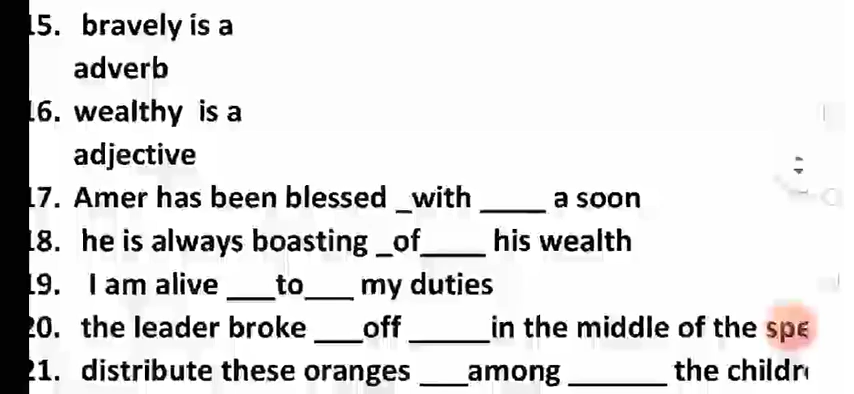 15. bravely is a
adverb
16. wealthy is a
adjective
17. Amer has been blessed _with ____ a soon
18. he is always boasting _of____ his wealth
19. I am alive ___to___ my duties
20. the leader broke ___off _____in the middle of the
21. distribute these oranges ___among ______ the